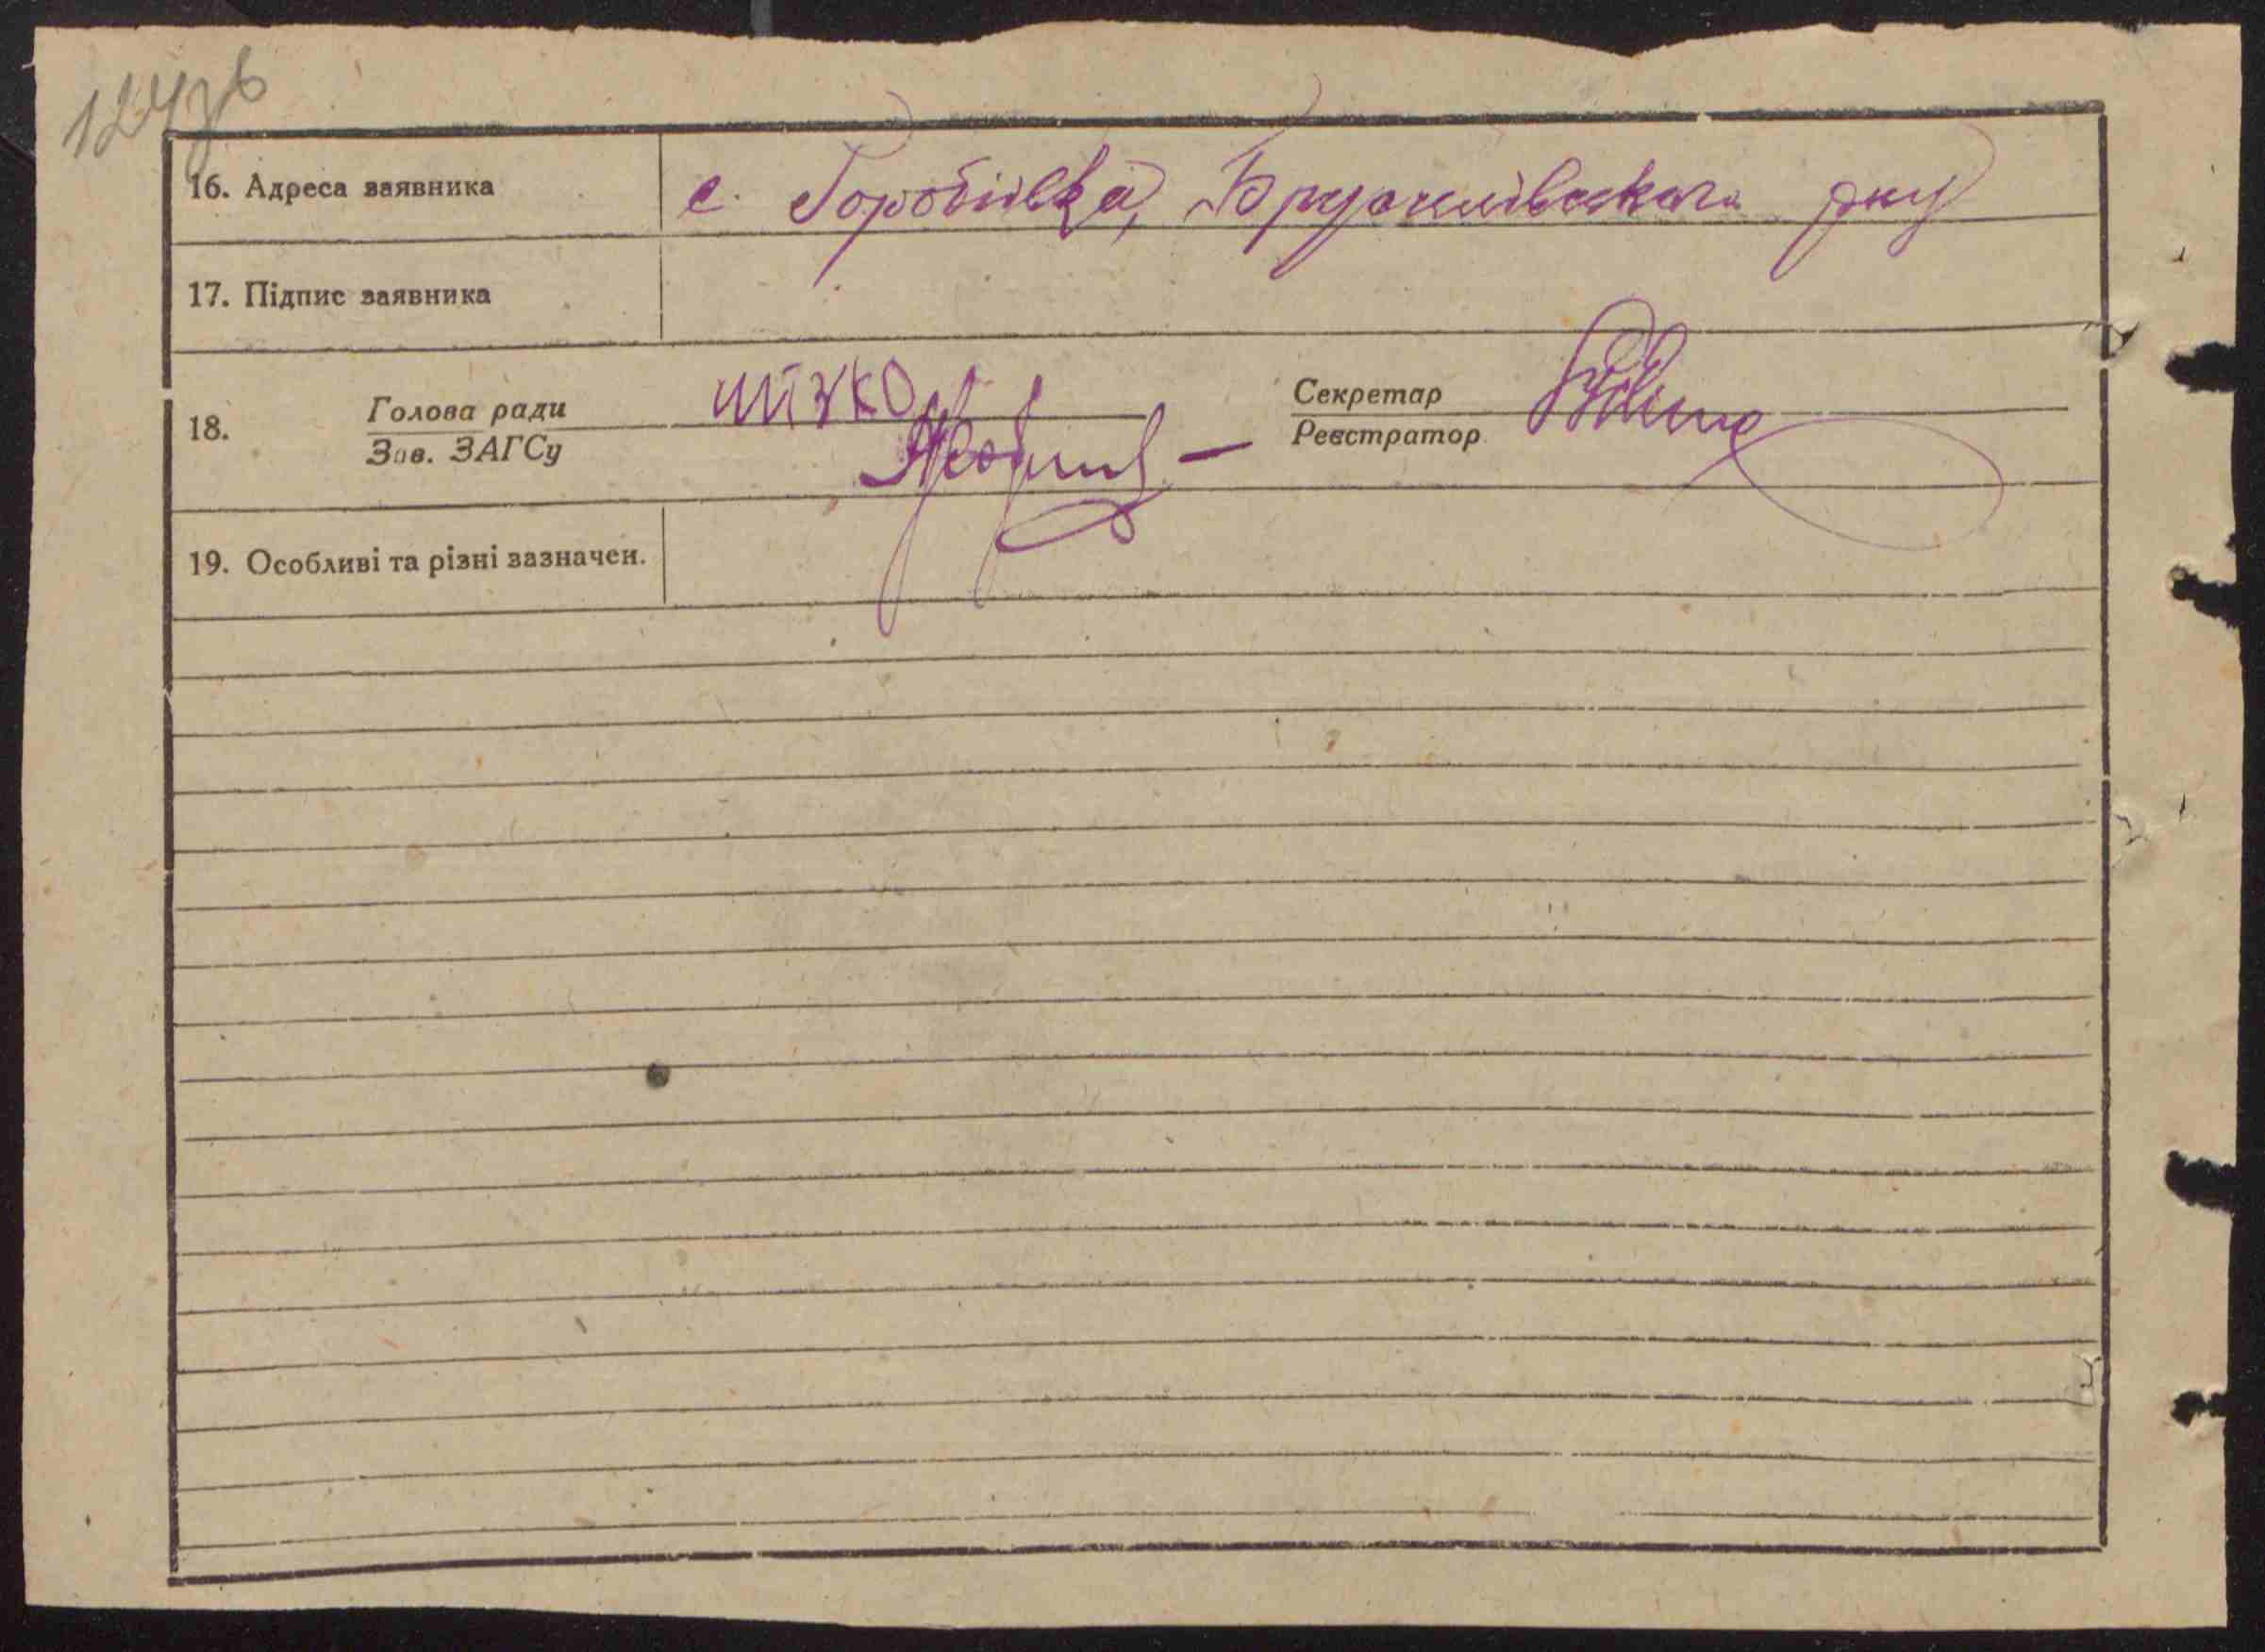 124зв
16. Адреса заявника с. Горобіївка, Брусилівського р-ну
17. Підпис заявника
18. Голова ради
Зав. ЗАГСу
Секретар
Реєстратор
19. Особливі та різні зазначен.